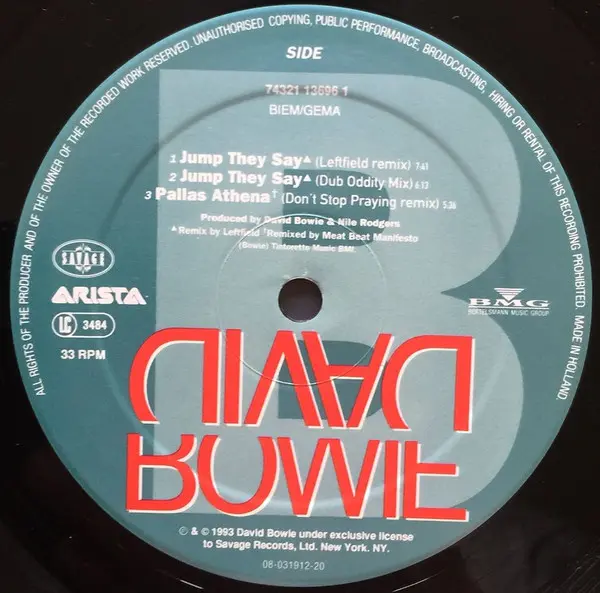 ALL RIGHTS OF THE PRODUCER AND OF THE OWNER OF THE RECORDED WORK RESERVED. UNAUTHORISED COPYING, PUBLIC PERFORMANCE, BROADCASTING, HIRING OR RENTAL OF THIS RECORDING PROHIBITED. MADE IN HOLLAND.
SIDE
B
74321 13696 1
BIEM/GEMA
1 Jump They Say▲ (Leftfield remix) 7:41
2 Jump They Say▲ (Dub Oddity Mix) 6:13
3 Pallas Athena† (Don't Stop Praying remix) 5:36
Produced by David Bowie & Nile Rodgers
▲Remix by Leftfield †Remixed by Meat Beat Manifesto
(Bowie) Tintoretto Music BMI.
SAVAGE
ARISTA
LC 3484
33 RPM
BMG
BERTELSMANN MUSIC GROUP
DAVID
BOWIE
℗ & © 1993 David Bowie under exclusive license
to Savage Records, Ltd. New York. NY.
08-031912-20